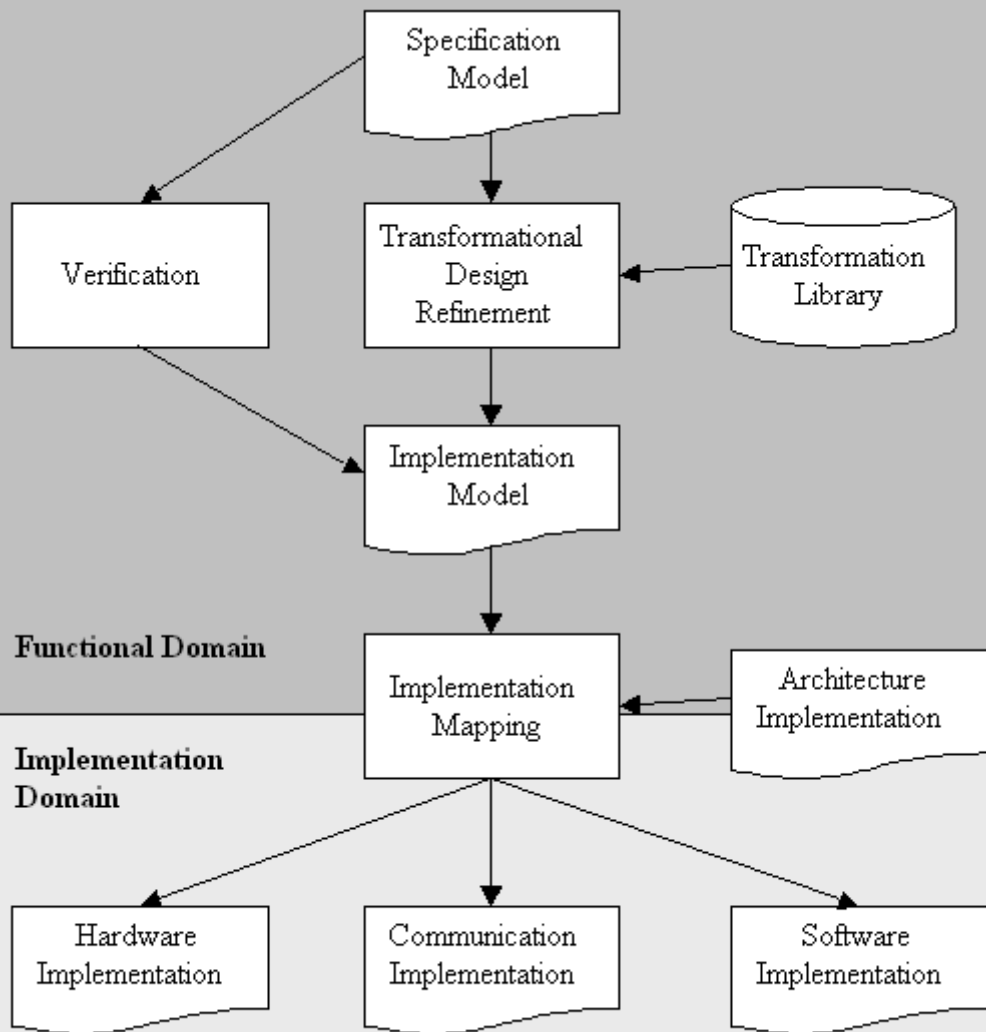 Specification
Model
Verification
Transformational
Design
Refinement
Transformation
Library
Implementation
Model
Functional Domain
Implementation
Mapping
Architecture
Implementation
Implementation
Domain
Hardware
Implementation
Communication
Implementation
Software
Implementation